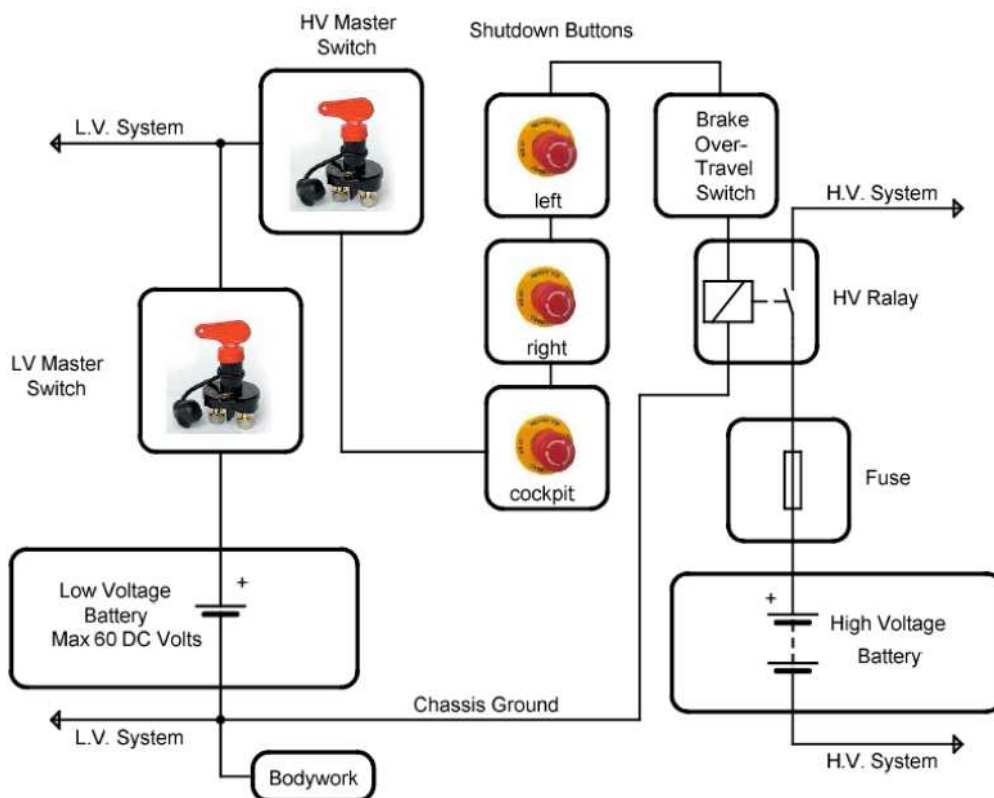 HV Master
Switch
Shutdown Buttons
L.V. System
left
Brake
Over-
Travel
Switch
H.V. System
right
HV Ralay
LV Master
Switch
cockpit
Fuse
+
Low Voltage
Battery
Max 60 DC Volts
+
High Voltage
Battery
Chassis Ground
L.V. System
H.V. System
Bodywork